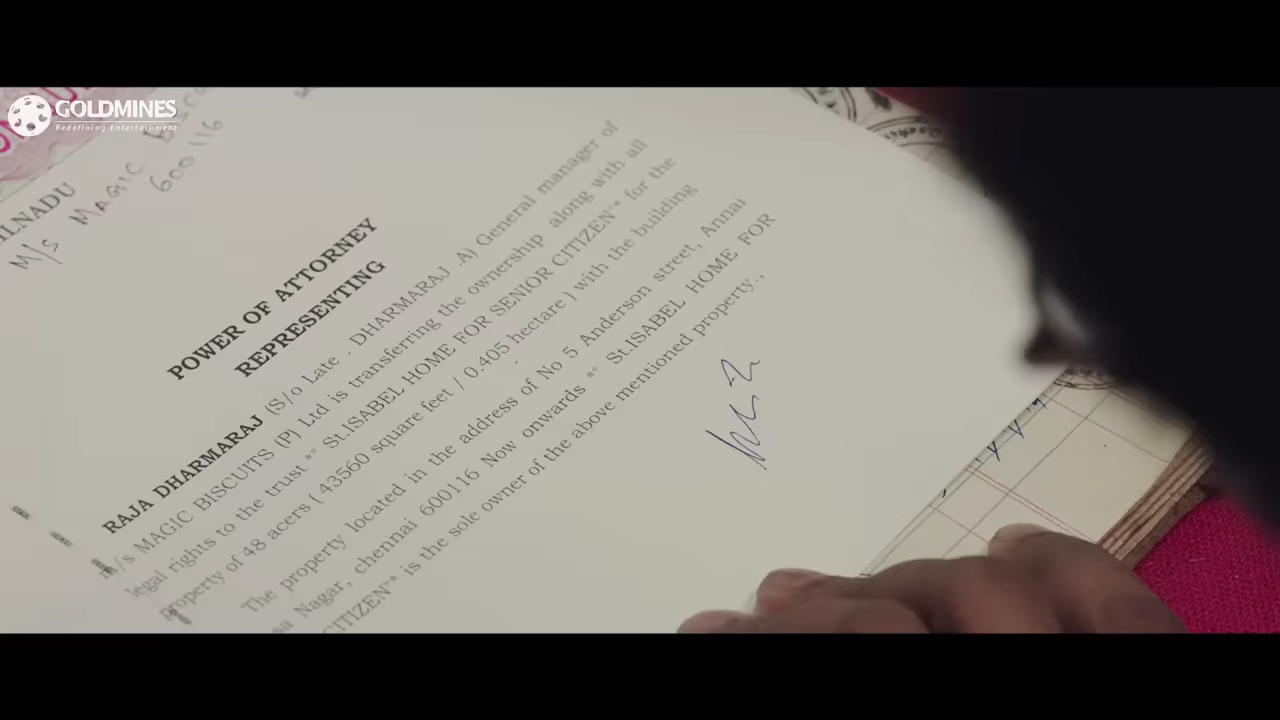 GOLDMINES
Redefining Entertainment
M/s MAGIC
600 116
POWER OF ATTORNEY
REPRESENTING
RAJA DHARMARAJ (S/o Late . DHARMARAJ .A) General manager of
m/s MAGIC BISCUITS (P) Ltd is transferring the ownership along with all
legal rights to the trust *" St.ISABEL HOME FOR SENIOR CITIZEN"* for the
property of 48 acers ( 43560 square feet / 0.405 hectare ) with the building.
The property located in the address of No 5 Anderson street, Annai
Nagar, chennai 600116 Now onwards *" St.ISABEL HOME FOR
CITIZEN"* is the sole owner of the above mentioned property.,